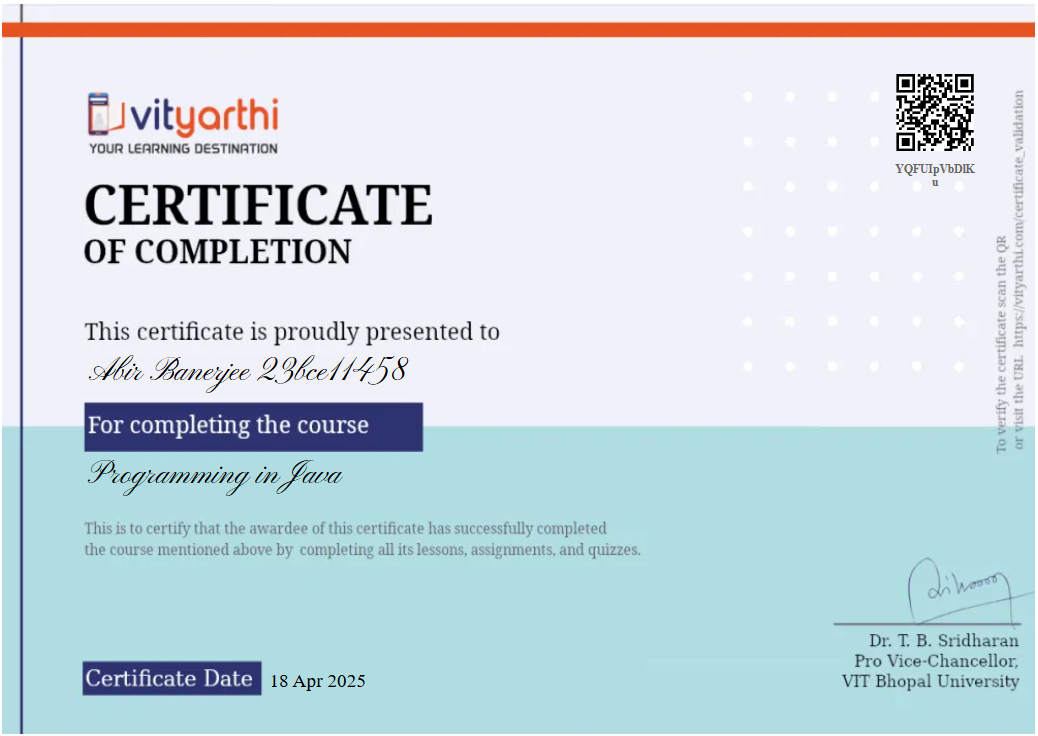 vityarthi
YOUR LEARNING DESTINATION
YQFUIpVbDlK
u
CERTIFICATE
OF COMPLETION
This certificate is proudly presented to
Abir Banerjee 23bce11458
For completing the course
Programming in Java
This is to certify that the awardee of this certificate has successfully completed
the course mentioned above by completing all its lessons, assignments, and quizzes.
To verify the certificate scan the QR
or visit the URL https://vityarthi.com/certificate_validation
Dr. T. B. Sridharan
Pro Vice-Chancellor,
VIT Bhopal University
Certificate Date 18 Apr 2025